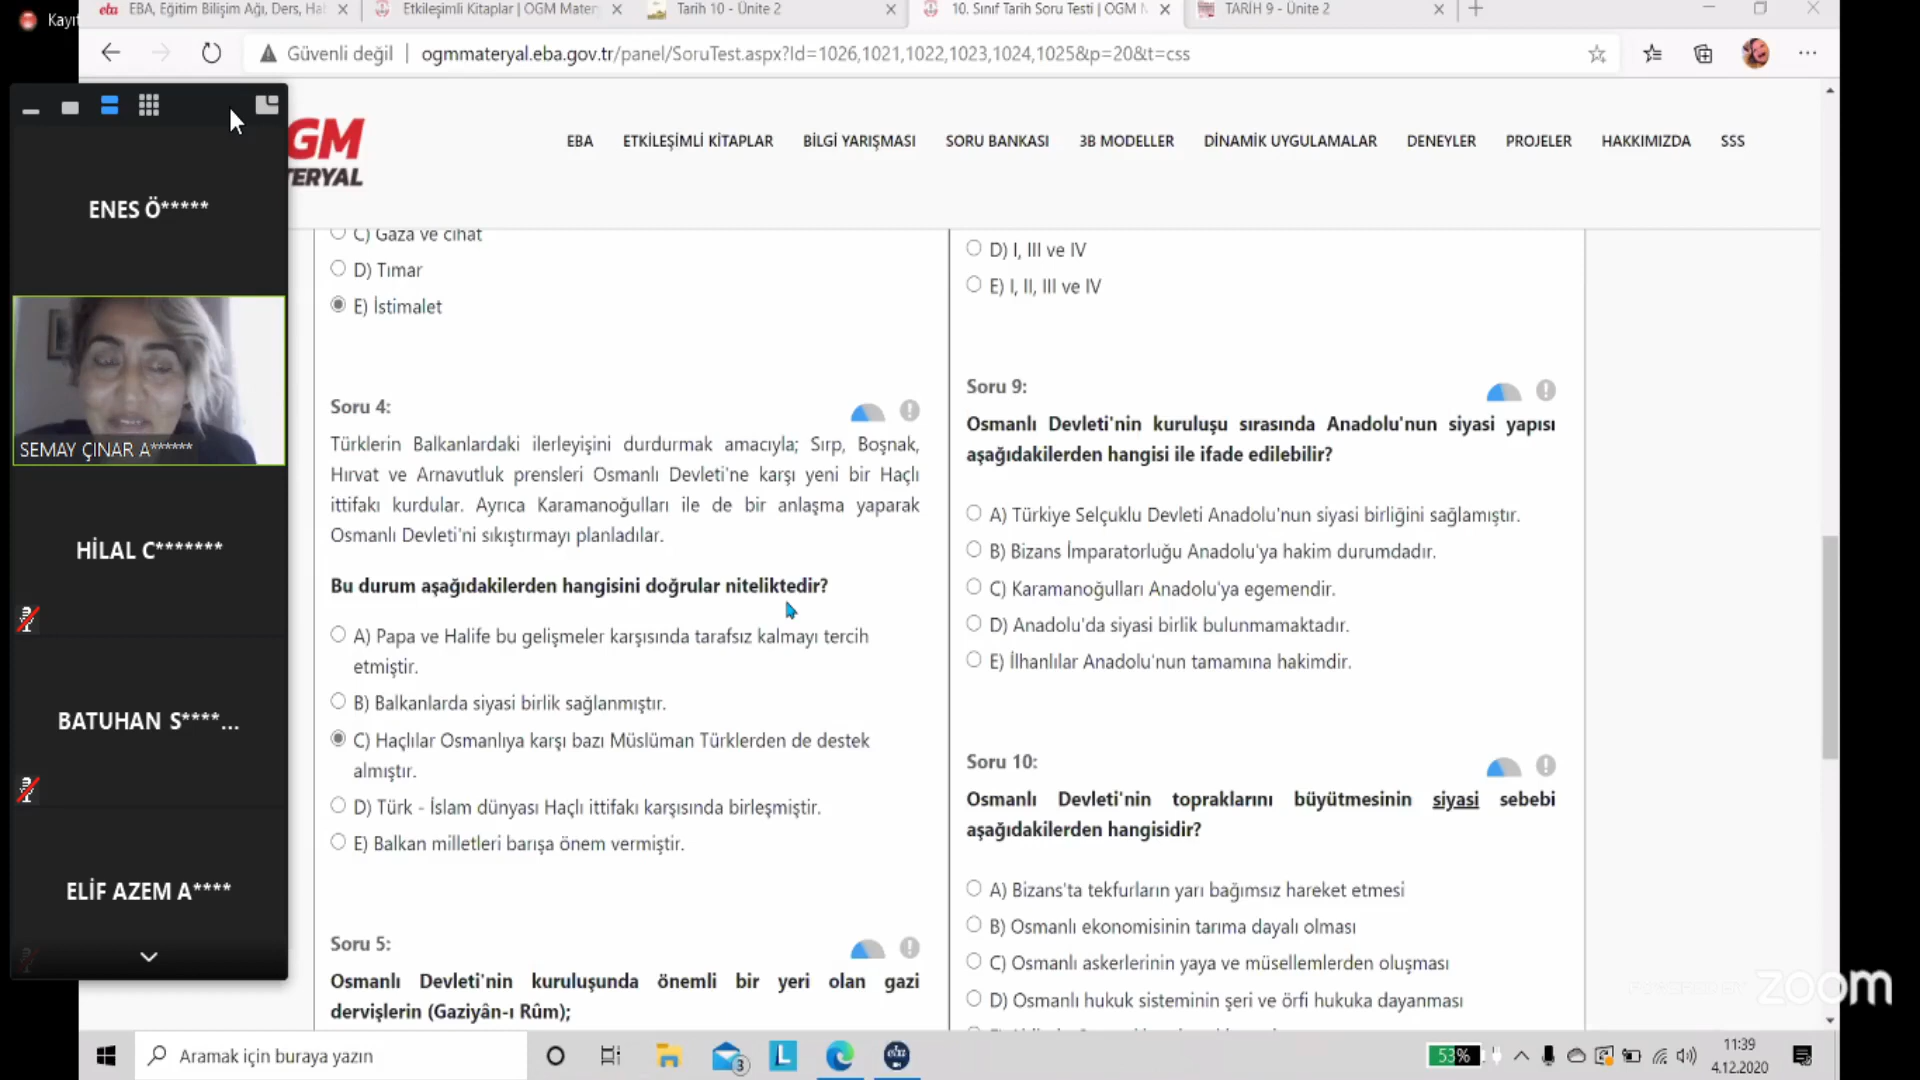 Kayıt
EBA, Eğitim Bilişim Ağı, Ders, Ha
Etkileşimli Kitaplar | OGM Mater
Tarih 10 - Ünite 2
10. Sınıf Tarih Soru Testi | OGM M
TARİH 9 - Ünite 2
Güvenli değil | ogmmateryal.eba.gov.tr/panel/SoruTest.aspx?Id=1026,1021,1022,1023,1024,1025&p=20&t=css
GM
TERYAL
EBA ETKİLEŞİMLİ KİTAPLAR BİLGİ YARIŞMASI SORU BANKASI 3B MODELLER DİNAMİK UYGULAMALAR DENEYLER PROJELER HAKKIMIZDA SSS
ENES Ö*****
SEMAY ÇINAR A******
HİLAL C*******
BATUHAN S****...
ELİF AZEM A****
C) Gaza ve cihat
D) Tımar
E) İstimalet
Soru 4:
Türklerin Balkanlardaki ilerleyişini durdurmak amacıyla; Sırp, Boşnak,
Hırvat ve Arnavutluk prensleri Osmanlı Devleti'ne karşı yeni bir Haçlı
ittifakı kurdular. Ayrıca Karamanoğulları ile de bir anlaşma yaparak
Osmanlı Devleti'ni sıkıştırmayı planladılar.
Bu durum aşağıdakilerden hangisini doğrular niteliktedir?
A) Papa ve Halife bu gelişmeler karşısında tarafsız kalmayı tercih
etmiştir.
B) Balkanlarda siyasi birlik sağlanmıştır.
C) Haçlılar Osmanlıya karşı bazı Müslüman Türklerden de destek
almıştır.
D) Türk - İslam dünyası Haçlı ittifakı karşısında birleşmiştir.
E) Balkan milletleri barışa önem vermiştir.
Soru 5:
Osmanlı Devleti'nin kuruluşunda önemli bir yeri olan gazi
dervişlerin (Gaziyân-ı Rûm);
D) I, III ve IV
E) I, II, III ve IV
Soru 9:
Osmanlı Devleti'nin kuruluşu sırasında Anadolu'nun siyasi yapısı
aşağıdakilerden hangisi ile ifade edilebilir?
A) Türkiye Selçuklu Devleti Anadolu'nun siyasi birliğini sağlamıştır.
B) Bizans İmparatorluğu Anadolu'ya hakim durumdadır.
C) Karamanoğulları Anadolu'ya egemendir.
D) Anadolu'da siyasi birlik bulunmamaktadır.
E) İlhanlılar Anadolu'nun tamamına hakimdir.
Soru 10:
Osmanlı Devleti'nin topraklarını büyütmesinin siyasi sebebi
aşağıdakilerden hangisidir?
A) Bizans'ta tekfurların yarı bağımsız hareket etmesi
B) Osmanlı ekonomisinin tarıma dayalı olması
C) Osmanlı askerlerinin yaya ve müsellemlerden oluşması
D) Osmanlı hukuk sisteminin şeri ve örfi hukuka dayanması
zoom
Aramak için buraya yazın
3
L
eba
53%
11:39
4.12.2020